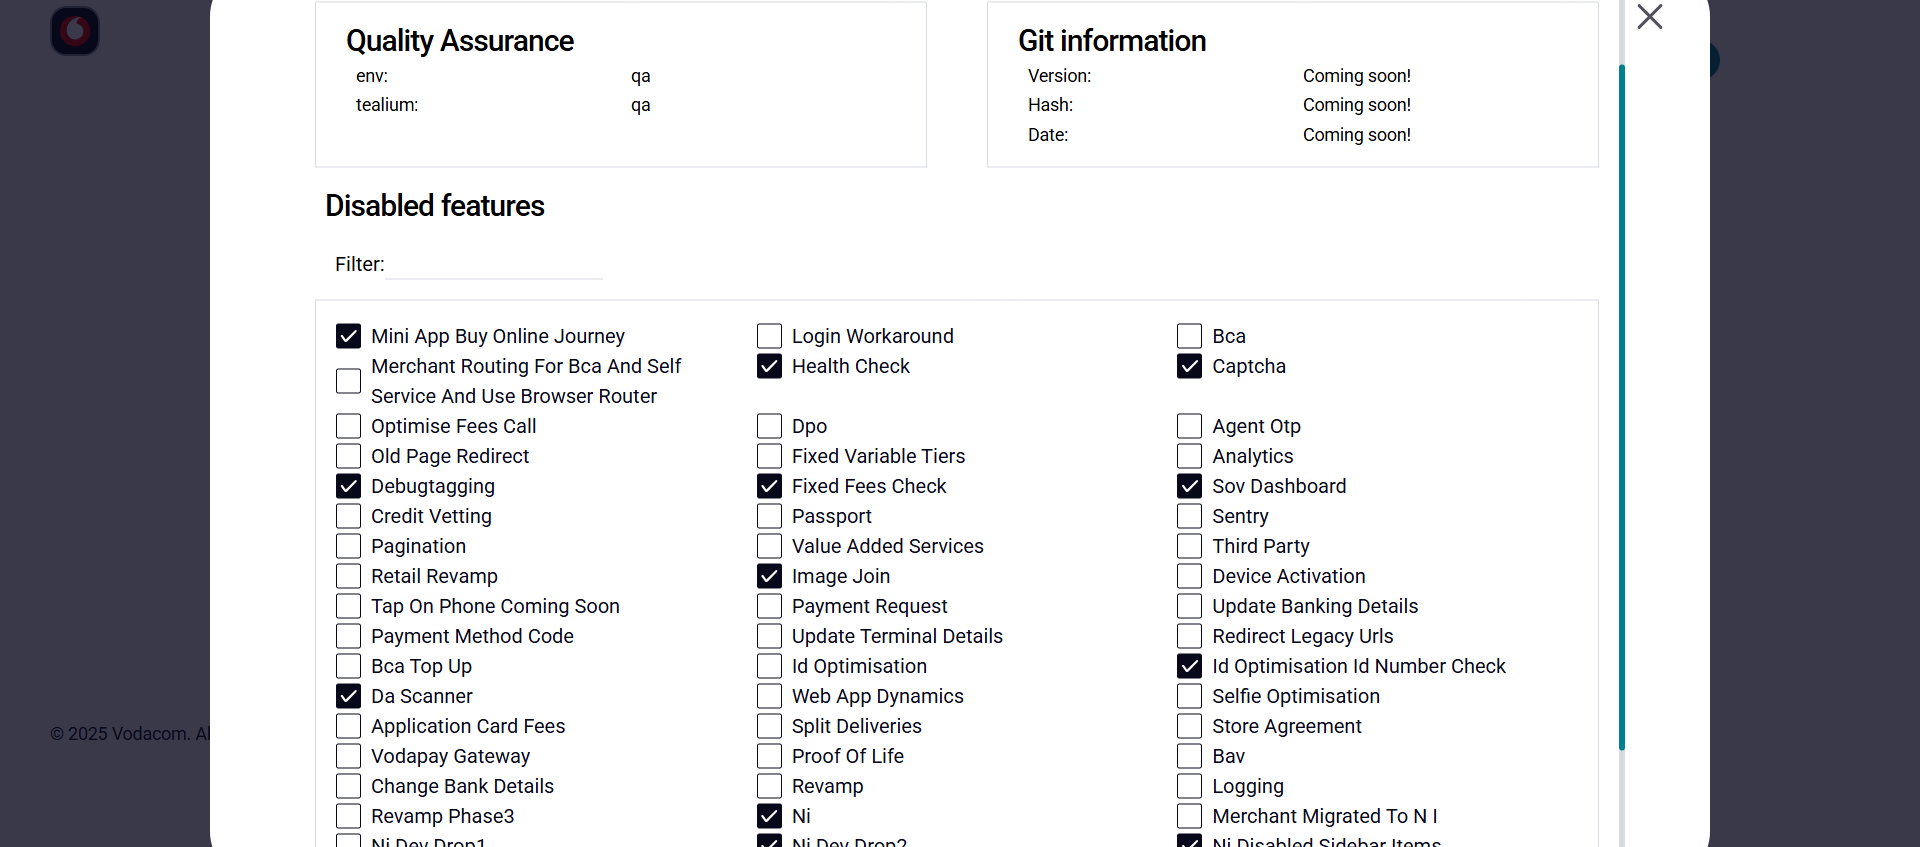 Quality Assurance
env: qa
tealium: qa
Git information
Version: Coming soon!
Hash: Coming soon!
Date: Coming soon!
Disabled features
Filter:
Mini App Buy Online Journey
Login Workaround
Bca
Merchant Routing For Bca And Self
Service And Use Browser Router
Health Check
Captcha
Optimise Fees Call
Dpo
Agent Otp
Old Page Redirect
Fixed Variable Tiers
Analytics
Debugtagging
Fixed Fees Check
Sov Dashboard
Credit Vetting
Passport
Sentry
Pagination
Value Added Services
Third Party
Retail Revamp
Image Join
Device Activation
Tap On Phone Coming Soon
Payment Request
Update Banking Details
Payment Method Code
Update Terminal Details
Redirect Legacy Urls
Bca Top Up
Id Optimisation
Id Optimisation Id Number Check
Da Scanner
Web App Dynamics
Selfie Optimisation
Application Card Fees
Split Deliveries
Store Agreement
Vodapay Gateway
Proof Of Life
Bav
Change Bank Details
Revamp
Logging
Revamp Phase3
Ni
Merchant Migrated To N I
Ni Dev Drop1
Ni Dev Drop2
Ni Disabled Sidebar Items
© 2025 Vodacom. Al